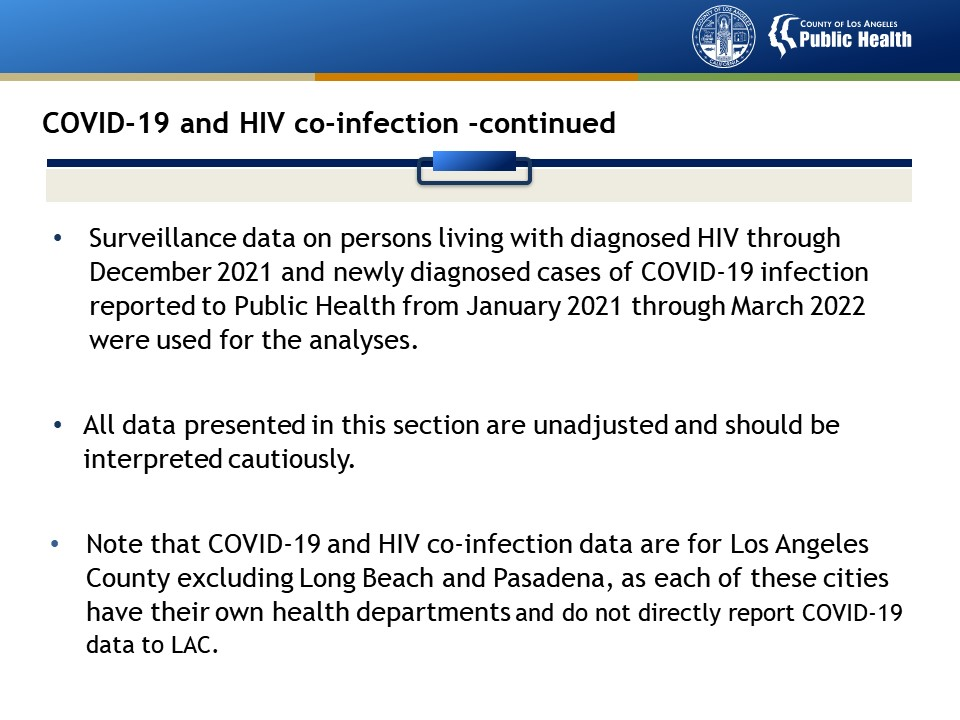 COUNTY OF LOS ANGELES
Public Health
COVID-19 and HIV co-infection -continued
• Surveillance data on persons living with diagnosed HIV through
December 2021 and newly diagnosed cases of COVID-19 infection
reported to Public Health from January 2021 through March 2022
were used for the analyses.
• All data presented in this section are unadjusted and should be
interpreted cautiously.
• Note that COVID-19 and HIV co-infection data are for Los Angeles
County excluding Long Beach and Pasadena, as each of these cities
have their own health departments and do not directly report COVID-19
data to LAC.